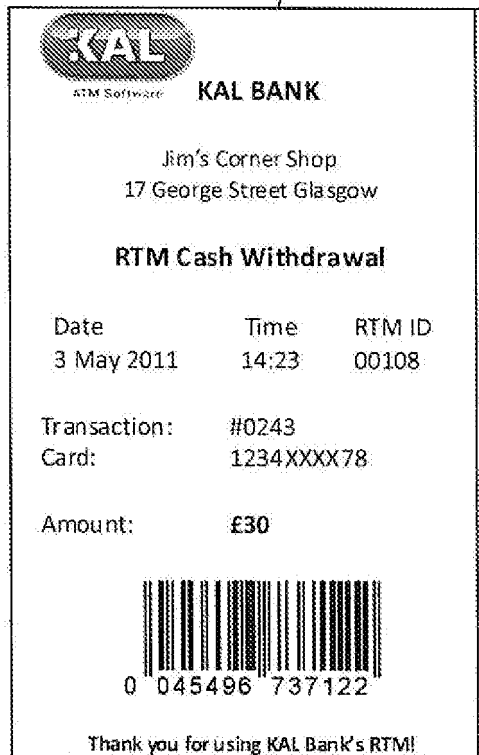 KAL
ATM Software
KAL BANK
Jim's Corner Shop
17 George Street Glasgow
RTM Cash Withdrawal
Date Time RTM ID
3 May 2011 14:23 00108
Transaction: #0243
Card: 1234XXXX78
Amount: £30
0 045496 737122
Thank you for using KAL Bank's RTM!